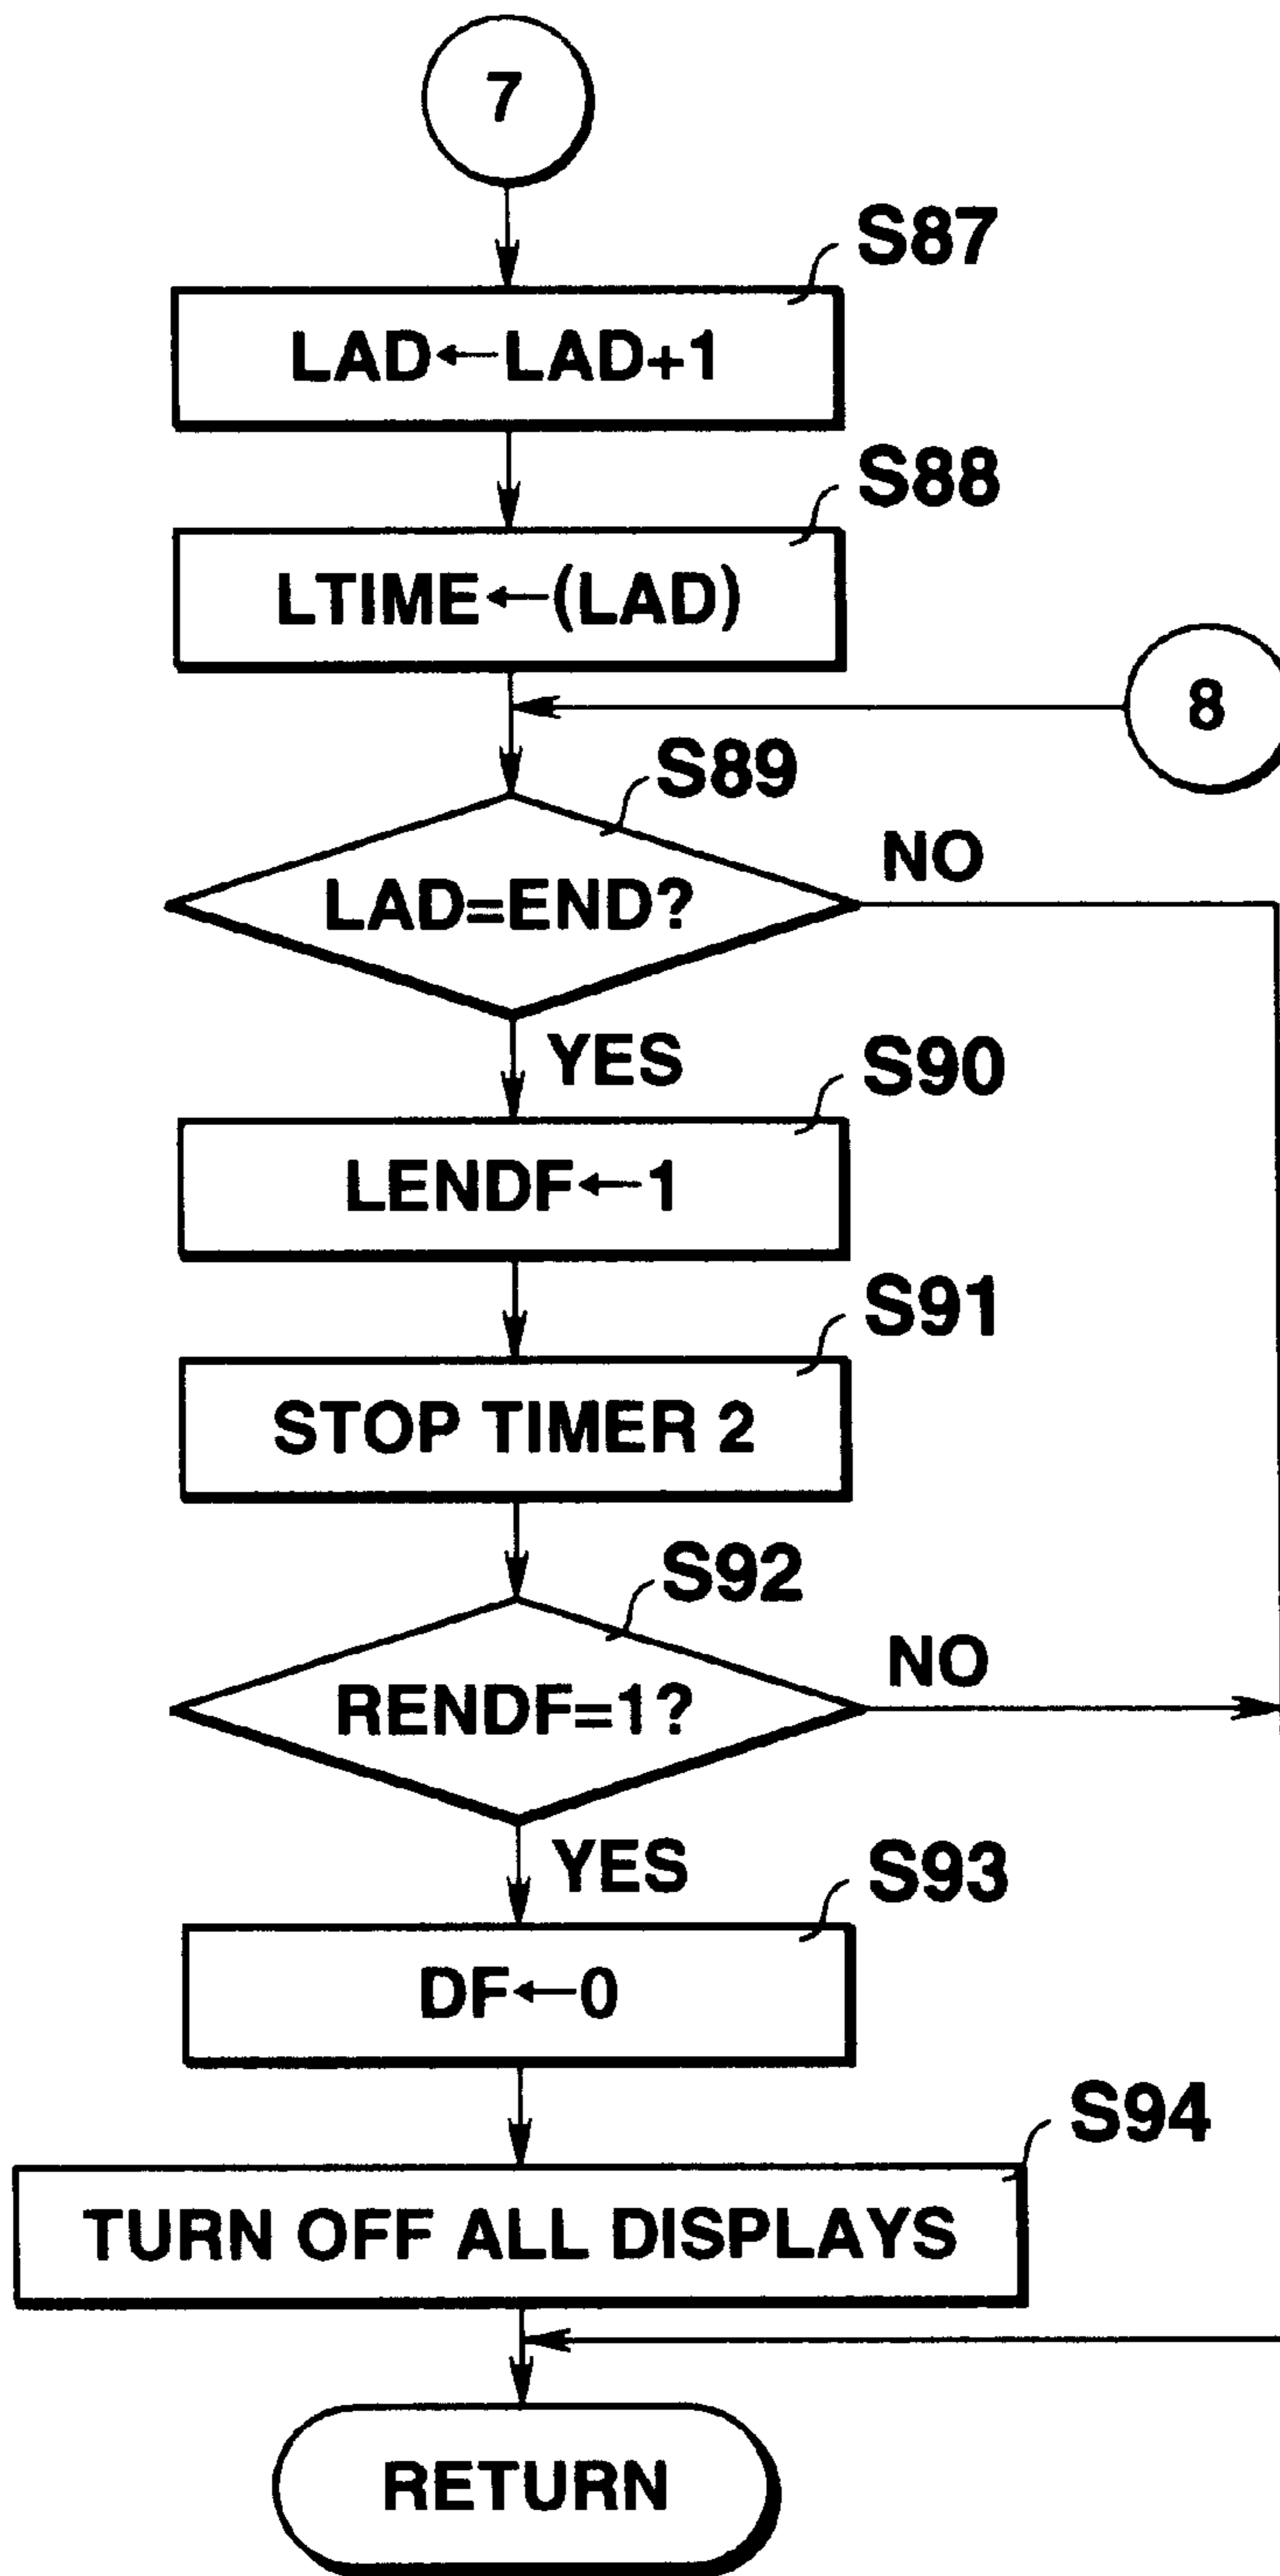 7
S87
LAD←LAD+1
S88
LTIME←(LAD)
8
S89
LAD=END?
NO
YES
S90
LENDF←1
S91
STOP TIMER 2
S92
RENDF=1?
NO
YES
S93
DF←0
S94
TURN OFF ALL DISPLAYS
RETURN